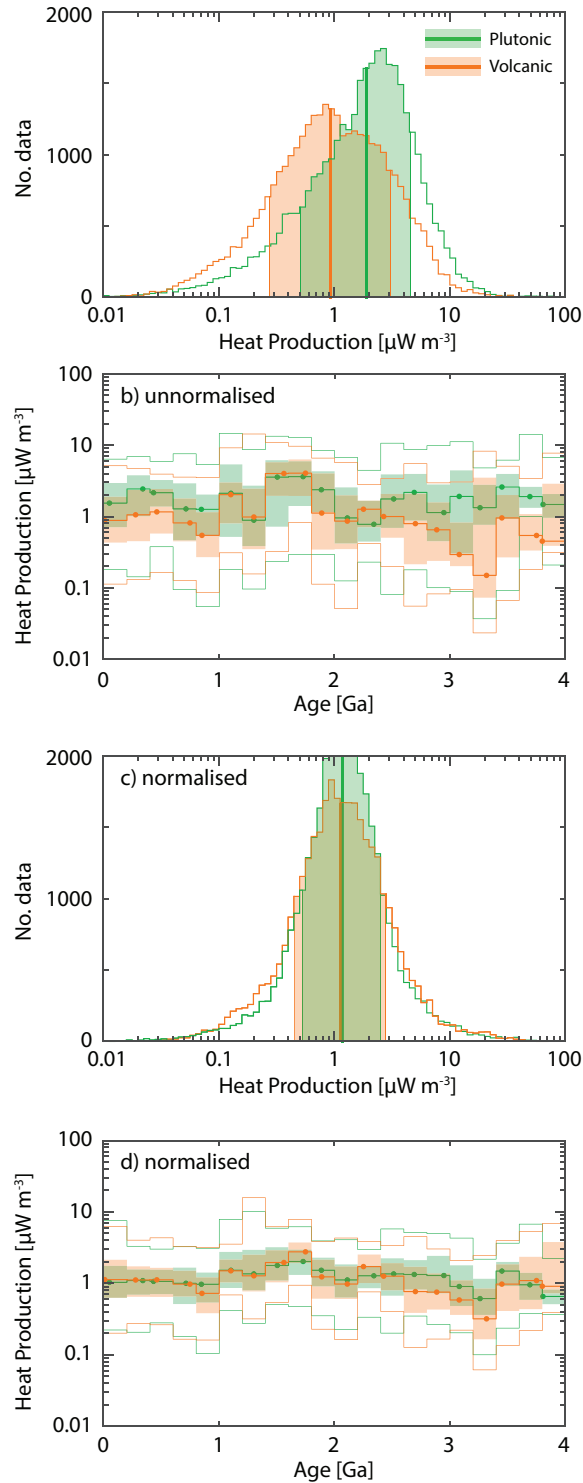 2000
Plutonic
Volcanic
No. data
1000
0
0.01 0.1 1 10 100
Heat Production [µW m⁻³]
100
b) unnormalised
10
Heat Production [µW m⁻³]
1
0.1
0.01
0 1 2 3 4
Age [Ga]
2000
c) normalised
No. data
1000
0
0.01 0.1 1 10 100
Heat Production [µW m⁻³]
100
d) normalised
10
Heat Production [µW m⁻³]
1
0.1
0.01
0 1 2 3 4
Age [Ga]